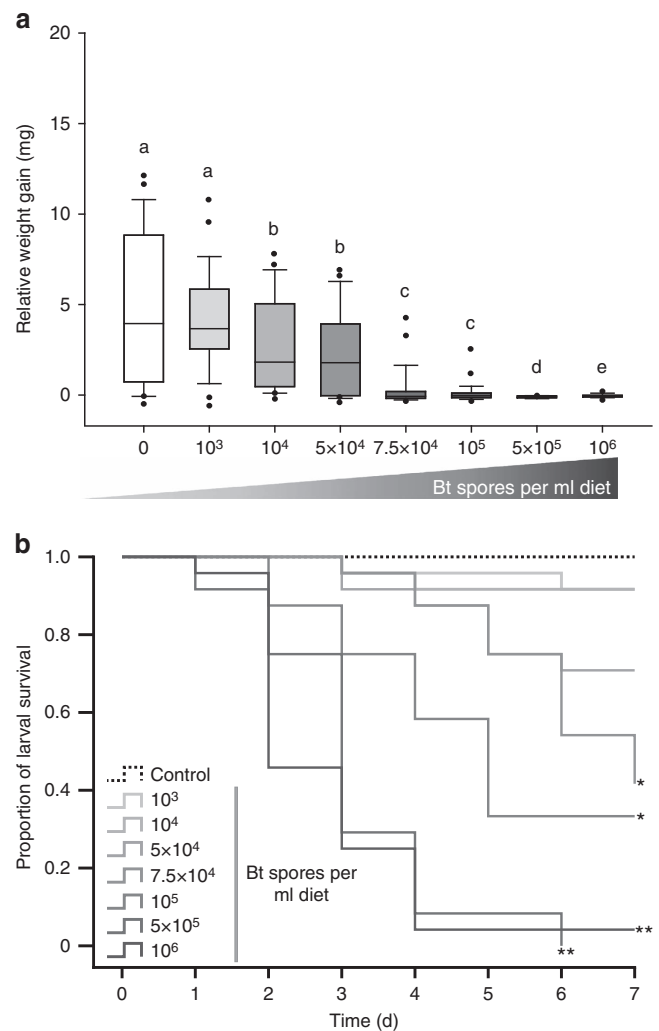 a
Relative weight gain (mg)
20
15
10
5
0
a
a
b
b
c
c
d
e
0 10³ 10⁴ 5×10⁴ 7.5×10⁴ 10⁵ 5×10⁵ 10⁶
Bt spores per ml diet
b
Proportion of larval survival
1.0
0.8
0.6
0.4
0.2
0
Control
10³
10⁴
5×10⁴
7.5×10⁴
10⁵
5×10⁵
10⁶
Bt spores per
ml diet
*
*
**
**
0 1 2 3 4 5 6 7
Time (d)